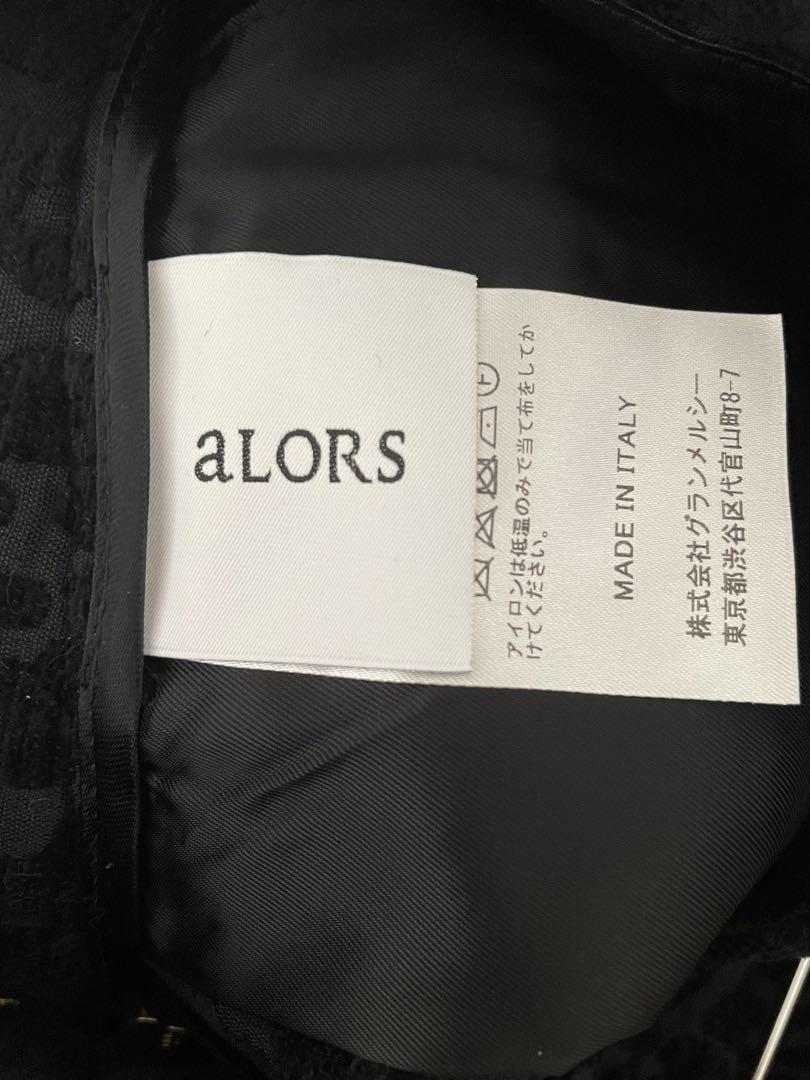 aLORS
F
アイロンは低温のみで当て布をしてか
けてください。
MADE IN ITALY
株式会社グランメルシー
東京都渋谷区代官山町8-7